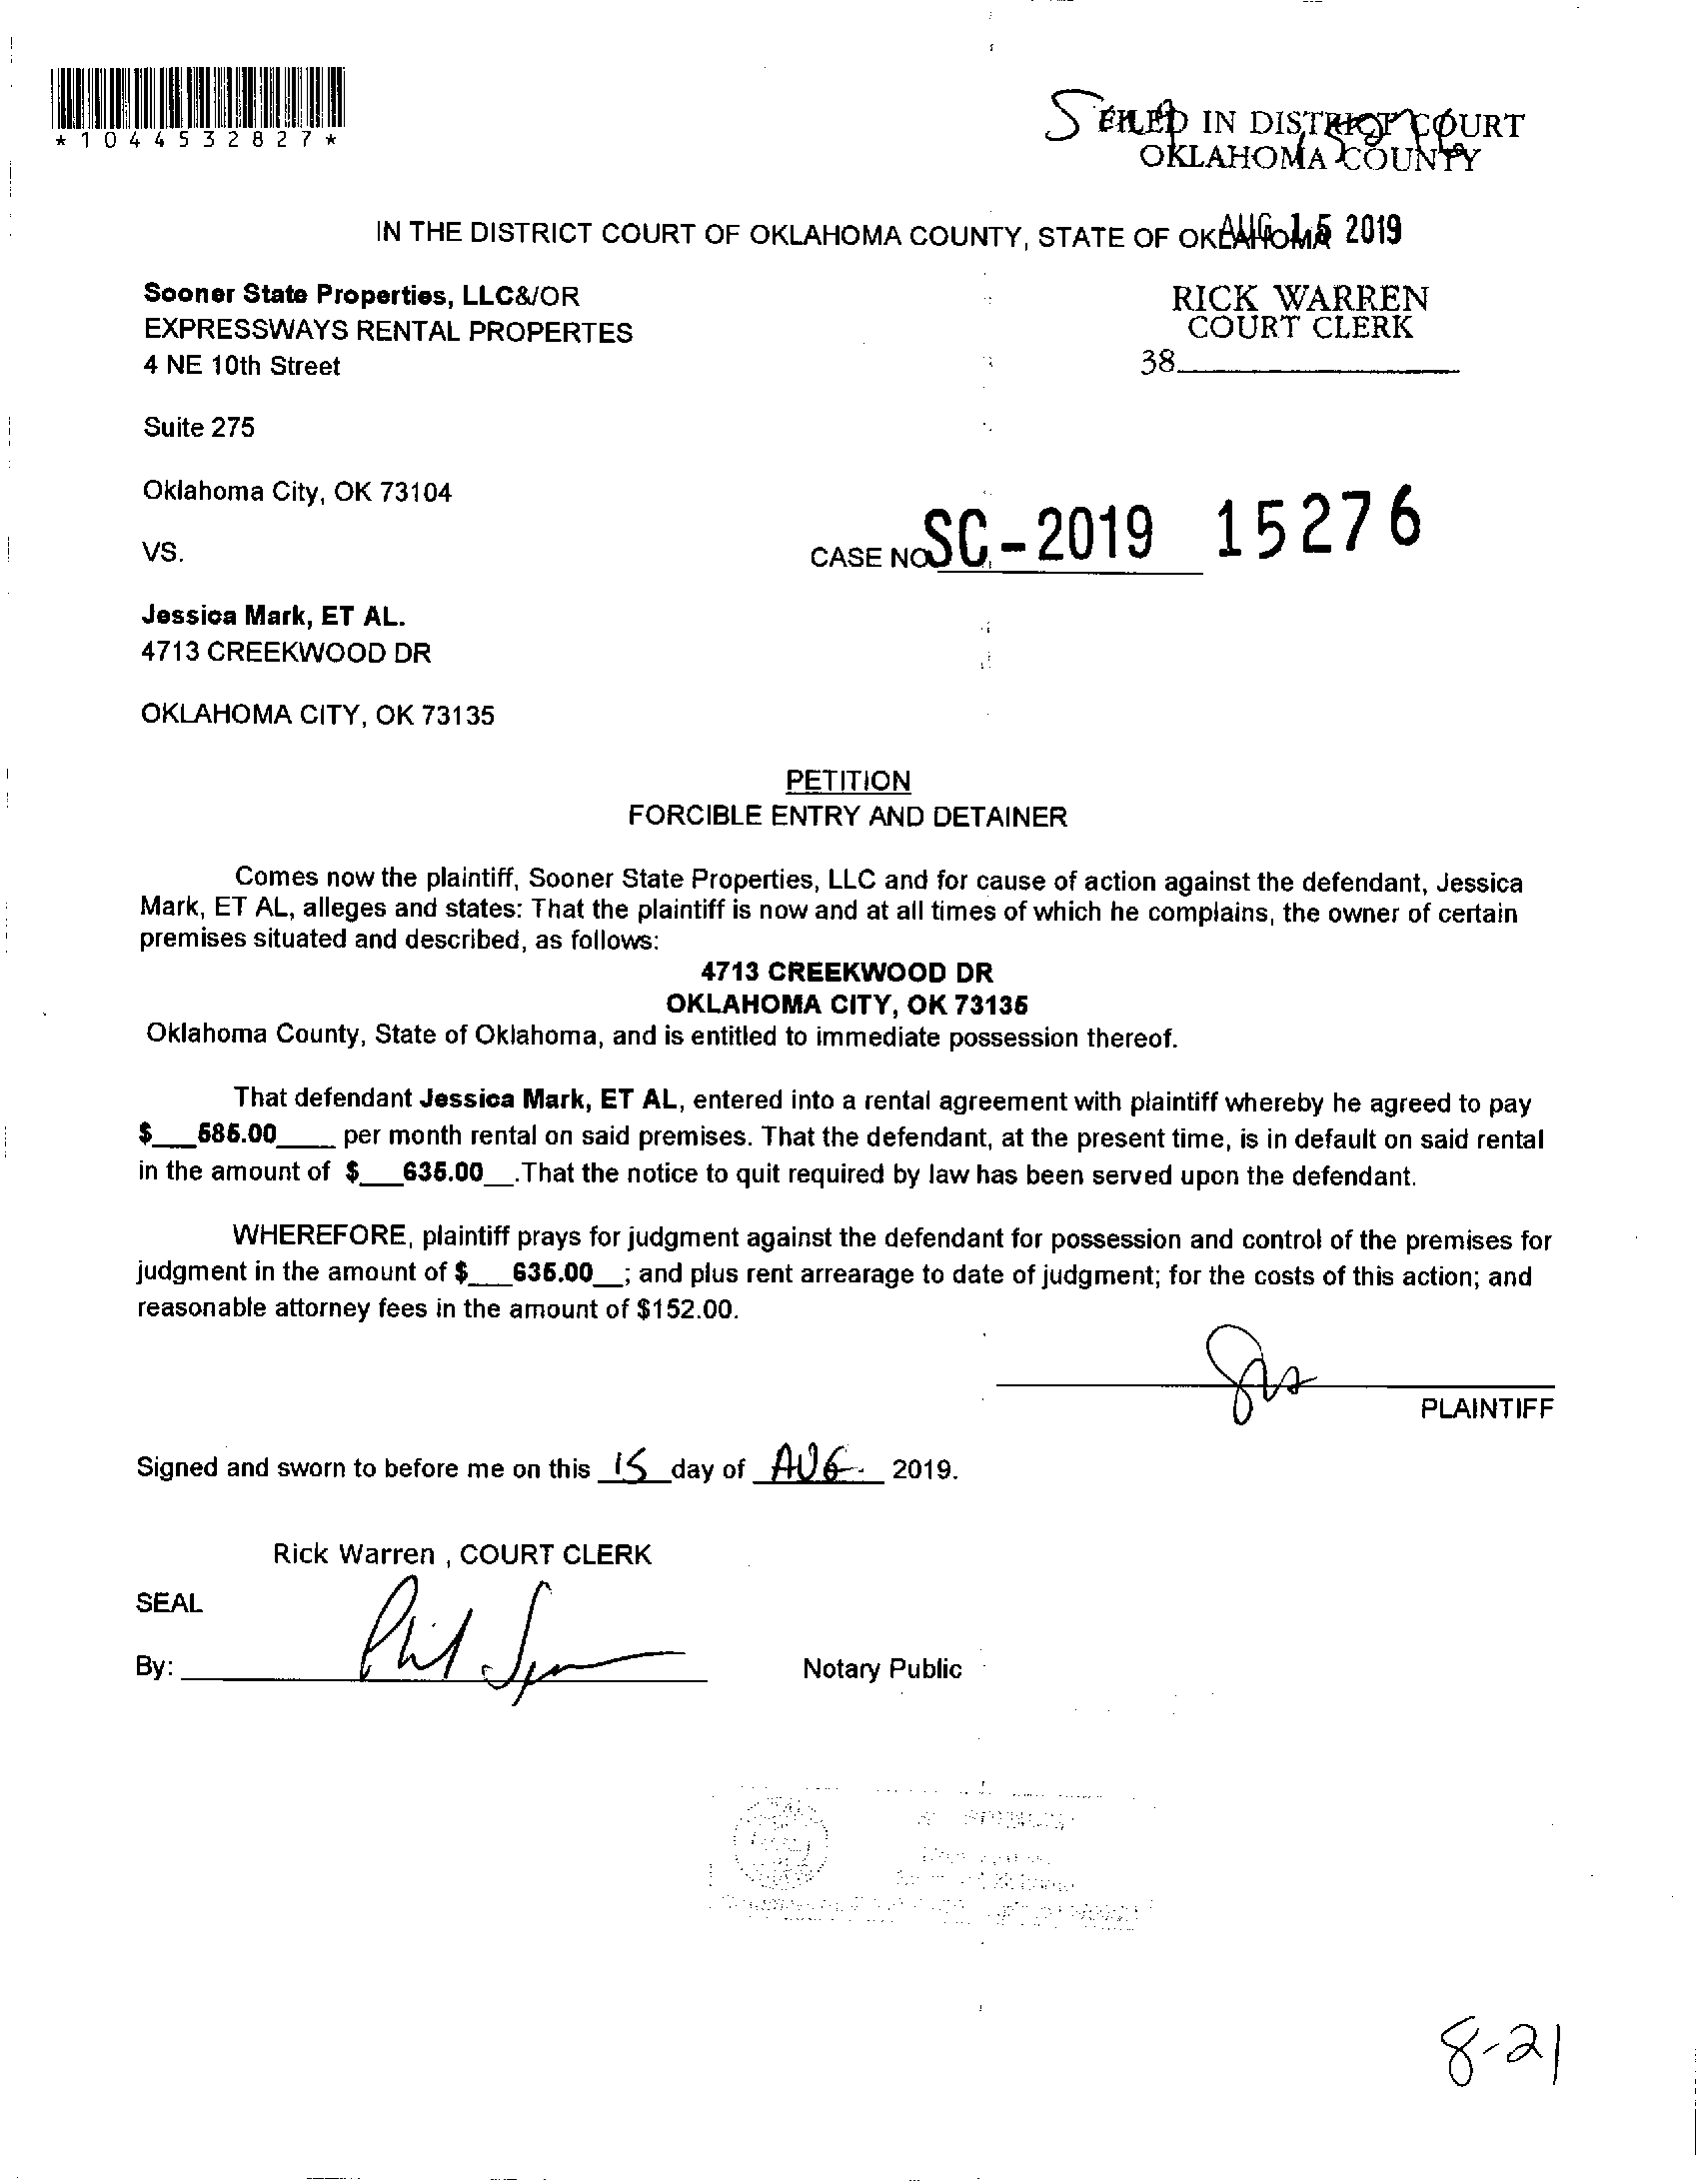 *1044532827*
FILED IN DISTRICT COURT
OKLAHOMA COUNTY
IN THE DISTRICT COURT OF OKLAHOMA COUNTY, STATE OF OKLAHOMA
AUG 15 2019
Sooner State Properties, LLC&/OR
EXPRESSWAYS RENTAL PROPERTES
4 NE 10th Street
RICK WARREN
COURT CLERK
38
Suite 275
Oklahoma City, OK 73104
VS.
CASE NO. SC-2019 15276
Jessica Mark, ET AL.
4713 CREEKWOOD DR
OKLAHOMA CITY, OK 73135
PETITION
FORCIBLE ENTRY AND DETAINER
Comes now the plaintiff, Sooner State Properties, LLC and for cause of action against the defendant, Jessica
Mark, ET AL, alleges and states: That the plaintiff is now and at all times of which he complains, the owner of certain
premises situated and described, as follows:
4713 CREEKWOOD DR
OKLAHOMA CITY, OK 73135
Oklahoma County, State of Oklahoma, and is entitled to immediate possession thereof.
That defendant Jessica Mark, ET AL, entered into a rental agreement with plaintiff whereby he agreed to pay
$ per month rental on said premises. That the defendant, at the present time, is in default on said rental
in the amount of $___635.00__.That the notice to quit required by law has been served upon the defendant.
WHEREFORE, plaintiff prays for judgment against the defendant for possession and control of the premises for
judgment in the amount of $___635.00__; and plus rent arrearage to date of judgment; for the costs of this action; and
reasonable attorney fees in the amount of $152.00.
PLAINTIFF
Signed and sworn to before me on this 15 day of AUG. 2019.
Rick Warren , COURT CLERK
SEAL
By:
Notary Public
8-21